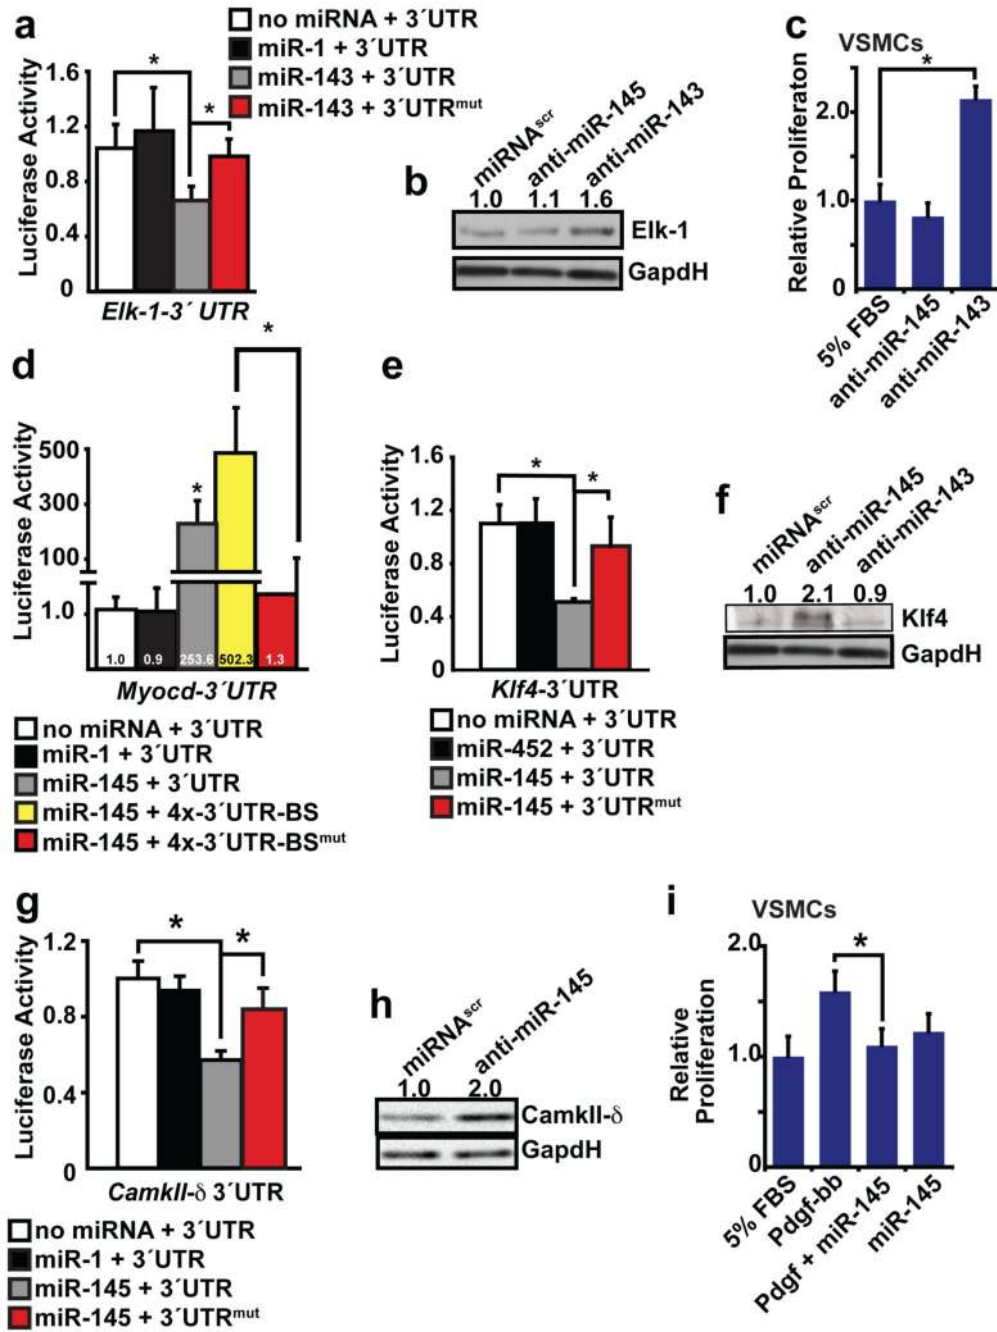 a
no miRNA + 3´UTR
miR-1 + 3´UTR
miR-143 + 3´UTR
miR-143 + 3´UTRmut
Luciferase Activity
1.6
1.2
0.8
0.4
0
*
*
Elk-1-3´ UTR
b
miRNAscr
anti-miR-145
anti-miR-143
1.0 1.1 1.6
Elk-1
GapdH
c
VSMCs
Relative Proliferaton
2.0
1.0
0
*
5% FBS
anti-miR-145
anti-miR-143
d
Luciferase Activity
500
300
100
1.0
*
*
1.0 0.9 253.6 502.3 1.3
Myocd-3´UTR
no miRNA + 3´UTR
miR-1 + 3´UTR
miR-145 + 3´UTR
miR-145 + 4x-3´UTR-BS
miR-145 + 4x-3´UTR-BSmut
e
Luciferase Activity
1.6
1.2
0.8
0.4
0
*
*
Klf4-3´UTR
no miRNA + 3´UTR
miR-452 + 3´UTR
miR-145 + 3´UTR
miR-145 + 3´UTRmut
f
miRNAscr
anti-miR-145
anti-miR-143
1.0 2.1 0.9
Klf4
GapdH
g
Luciferase Activity
1.2
0.8
0.4
0
*
*
CamkII-δ 3´UTR
no miRNA + 3´UTR
miR-1 + 3´UTR
miR-145 + 3´UTR
miR-145 + 3´UTRmut
h
miRNAscr
anti-miR-145
1.0 2.0
CamkII-δ
GapdH
i
VSMCs
Relative
Proliferation
2.0
1.0
0
*
5% FBS
Pdgf-bb
Pdgf + miR-145
miR-145